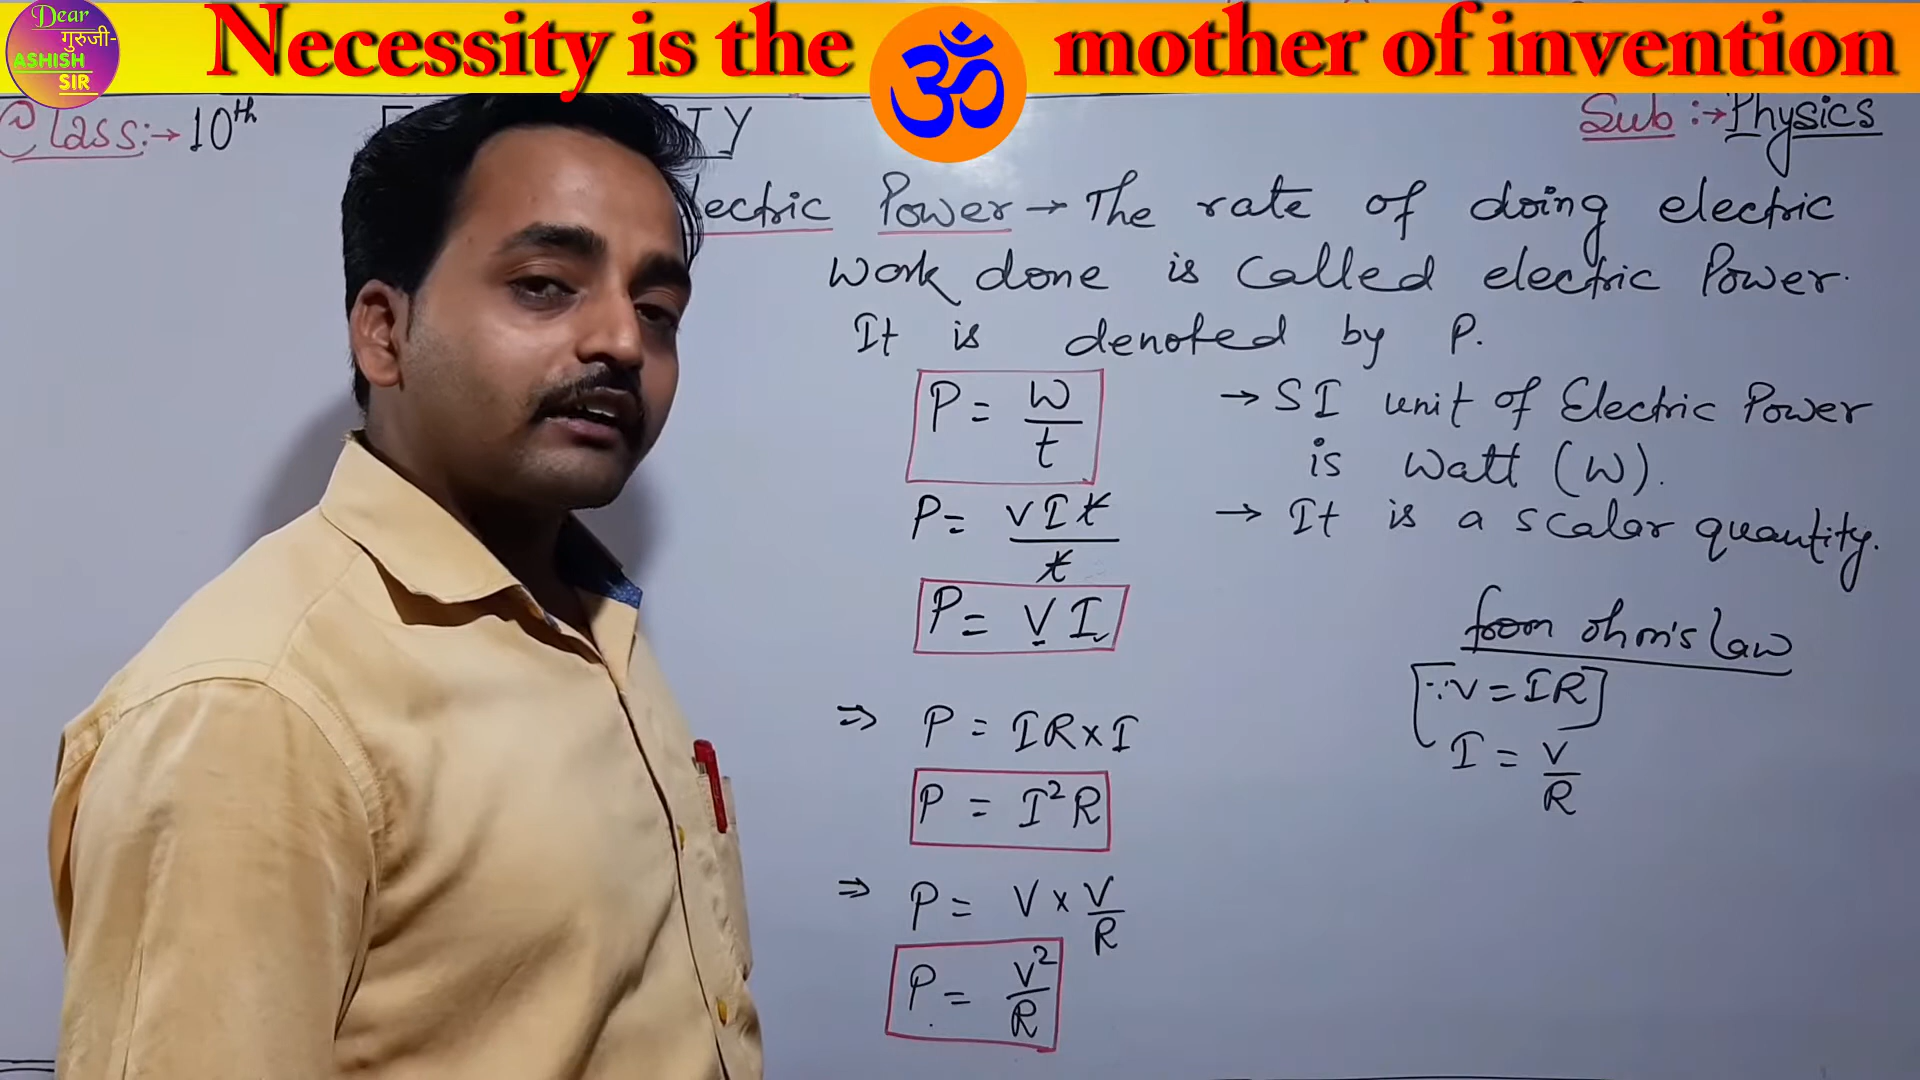 Dear
गुरुजी-
ASHISH
SIR
Necessity is the ॐ mother of invention
Class:→ 10th
Sub:→Physics
Power→The rate of doing electric
work done is called electric Power.
It is denoted by P.
P = W/t
→ SI unit of Electric Power
is Watt (W).
P = VIt/t
→ It is a scalar quantity.
P = VI
from ohm's law
[∵V = IR]
I = V/R
⇒ P = IR×I
P = I²R
⇒ P = V × V/R
P = V²/R